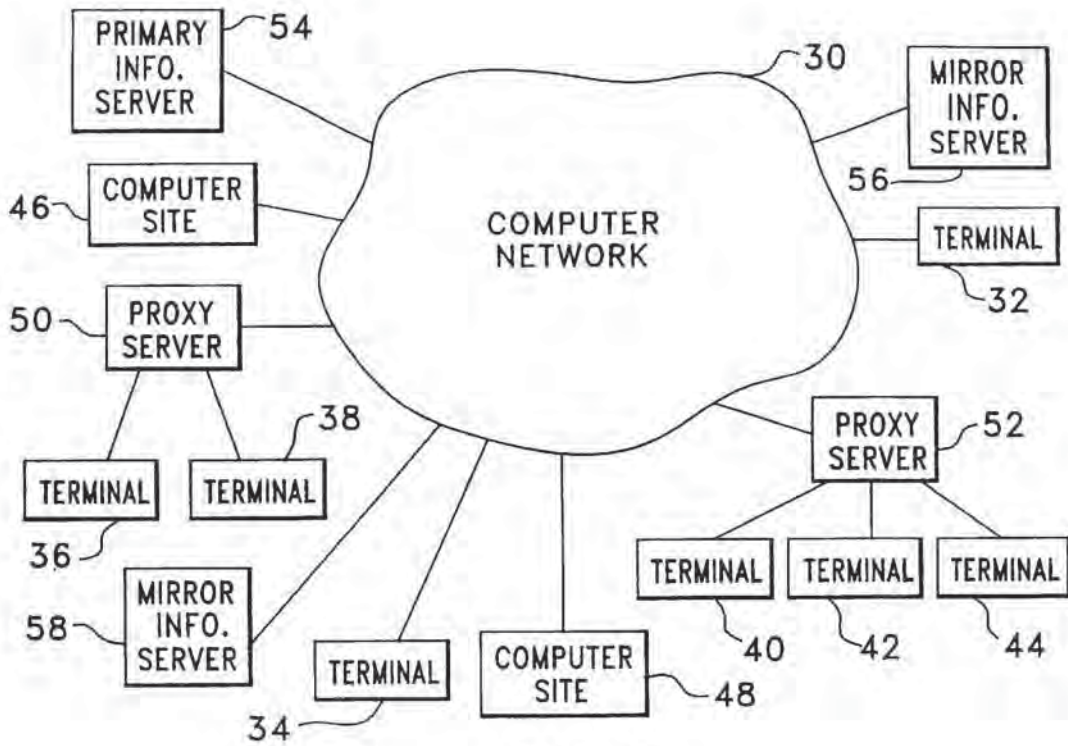 PRIMARY
INFO.
SERVER
54
30
MIRROR
INFO.
SERVER
56
46
COMPUTER
SITE
COMPUTER
NETWORK
TERMINAL
32
50
PROXY
SERVER
38
TERMINAL
TERMINAL
36
PROXY
SERVER
52
TERMINAL
TERMINAL
TERMINAL
40
42
44
58
MIRROR
INFO.
SERVER
TERMINAL
34
COMPUTER
SITE
48